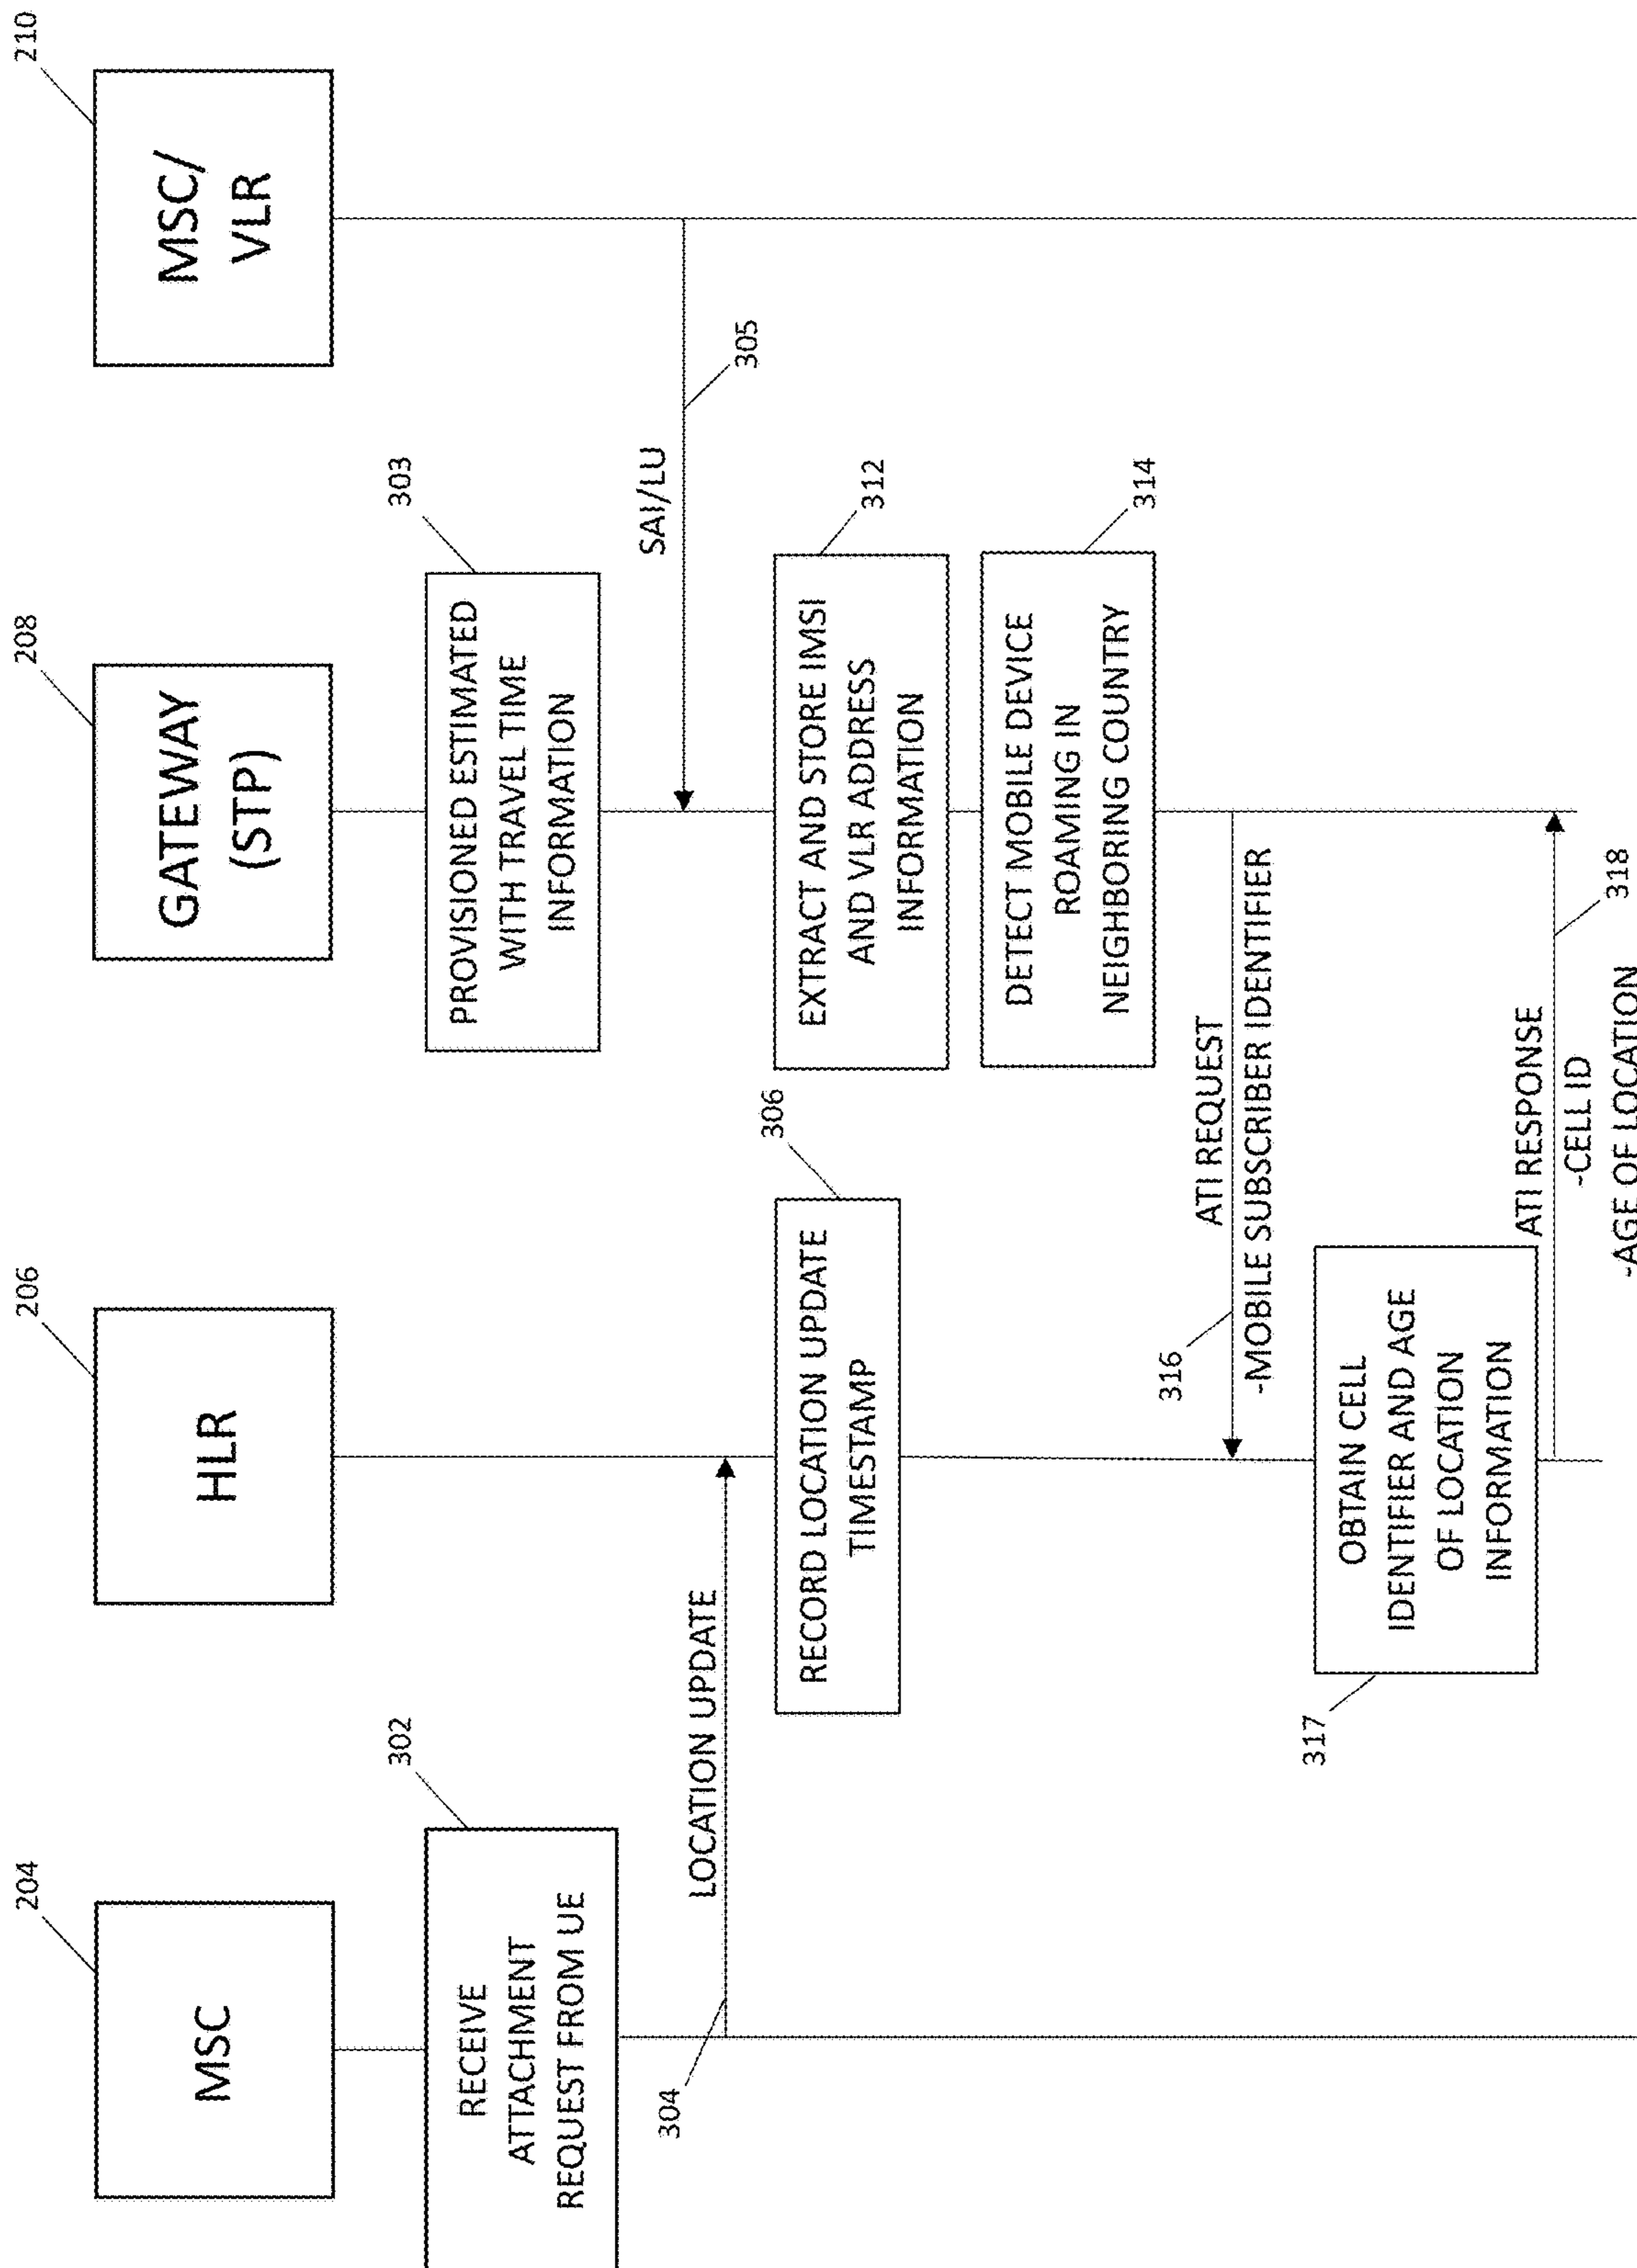 204
MSC
206
HLR
208
GATEWAY
(STP)
210
MSC/
VLR
302
RECEIVE
ATTACHMENT
REQUEST FROM UE
303
PROVISIONED ESTIMATED
WITH TRAVEL TIME
INFORMATION
304
LOCATION UPDATE
SAI/LU
305
306
RECORD LOCATION UPDATE
TIMESTAMP
312
EXTRACT AND STORE IMSI
AND VLR ADDRESS
INFORMATION
314
DETECT MOBILE DEVICE
ROAMING IN
NEIGHBORING COUNTRY
316
ATI REQUEST
-MOBILE SUBSCRIBER IDENTIFIER
317
OBTAIN CELL
IDENTIFIER AND AGE
OF LOCATION
INFORMATION
ATI RESPONSE
-CELL ID
-AGE OF LOCATION
318